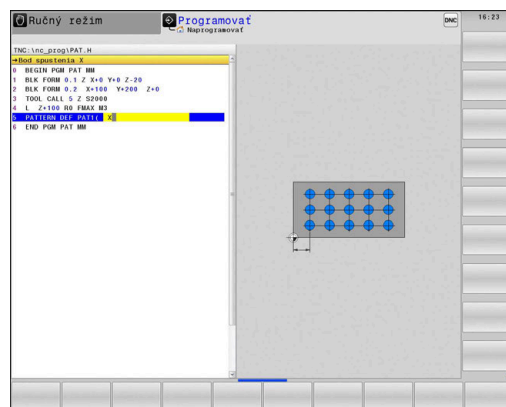 Ručný režim
Programovať
Naprogramovať
DNC
16:23
TNC:\nc_prog\PAT.H
→Bod spustenia X
0 BEGIN PGM PAT MM
1 BLK FORM 0.1 Z X+0 Y+0 Z-20
2 BLK FORM 0.2 X+100 Y+200 Z+0
3 TOOL CALL 5 Z S2000
4 L Z+100 R0 FMAX M3
5 PATTERN DEF PAT1( X
6 END PGM PAT MM